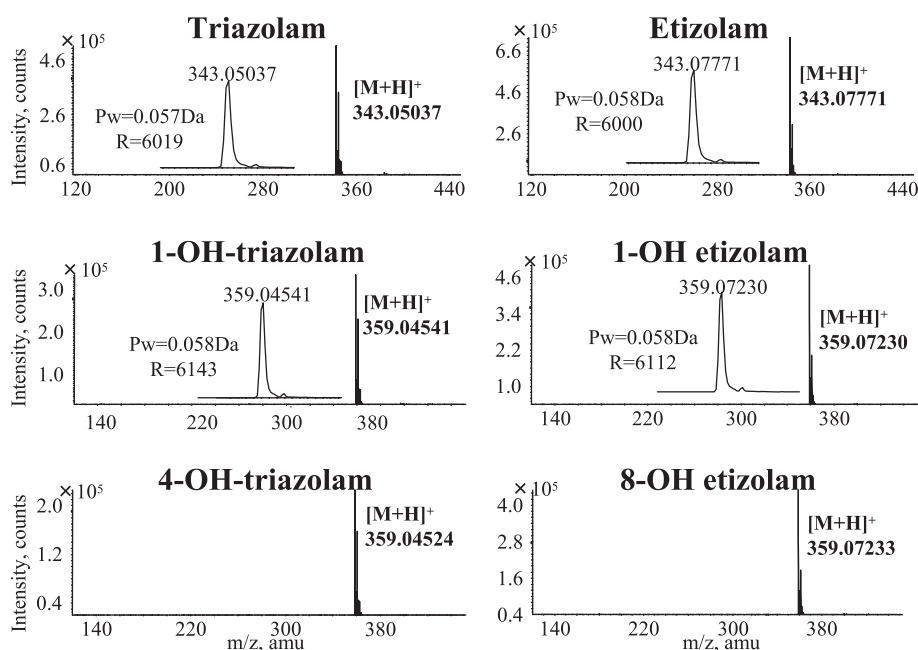 Triazolam
× 10⁵
4.6
2.6
0.6
Intensity, counts
343.05037
Pw=0.057Da
R=6019
[M+H]⁺
343.05037
120 200 280 360 440
Etizolam
× 10⁵
6.6
4.6
2.6
343.07771
Pw=0.058Da
R=6000
[M+H]⁺
343.07771
120 200 280 360 440
1-OH-triazolam
× 10⁵
3.0
2.0
1.0
359.04541
Pw=0.058Da
R=6143
[M+H]⁺
359.04541
140 300 380
1-OH etizolam
× 10⁵
4.6
3.4
2.2
1.0
359.07230
Pw=0.058Da
R=6112
[M+H]⁺
359.07230
140 300 380
4-OH-triazolam
× 10⁵
2.0
1.2
0.4
Intensity, counts
[M+H]⁺
359.04524
140 220 300 380
m/z, amu
8-OH etizolam
× 10⁵
4.0
2.8
1.6
0.4
[M+H]⁺
359.07233
140 220 300 380
m/z, amu